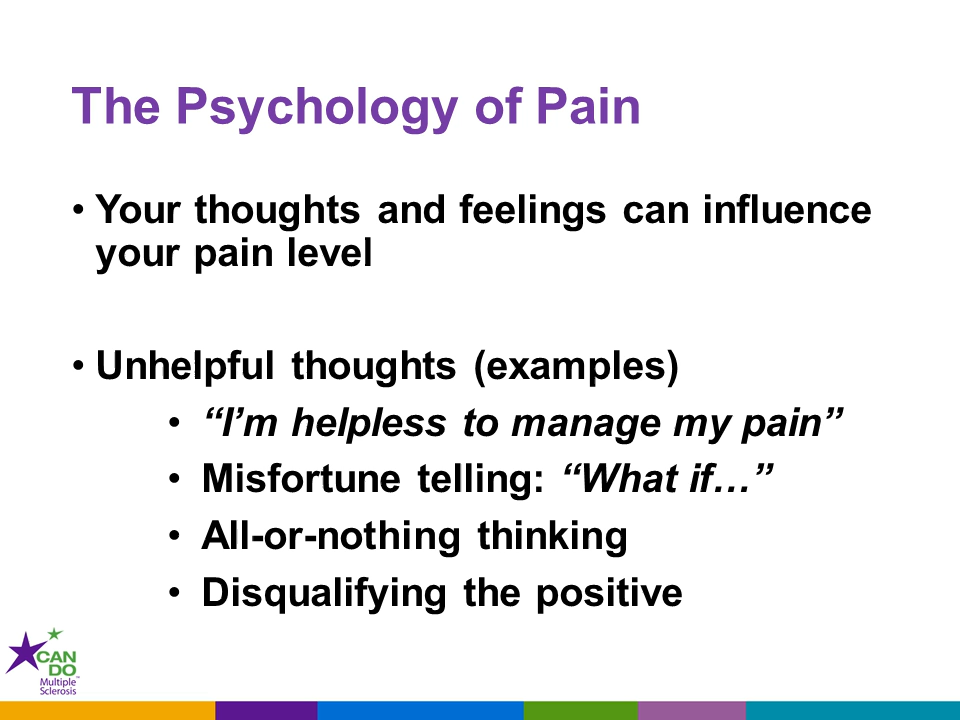 The Psychology of Pain
• Your thoughts and feelings can influence
your pain level
• Unhelpful thoughts (examples)
• “I’m helpless to manage my pain”
• Misfortune telling: “What if…”
• All-or-nothing thinking
• Disqualifying the positive
CAN
DO™
Multiple
Sclerosis